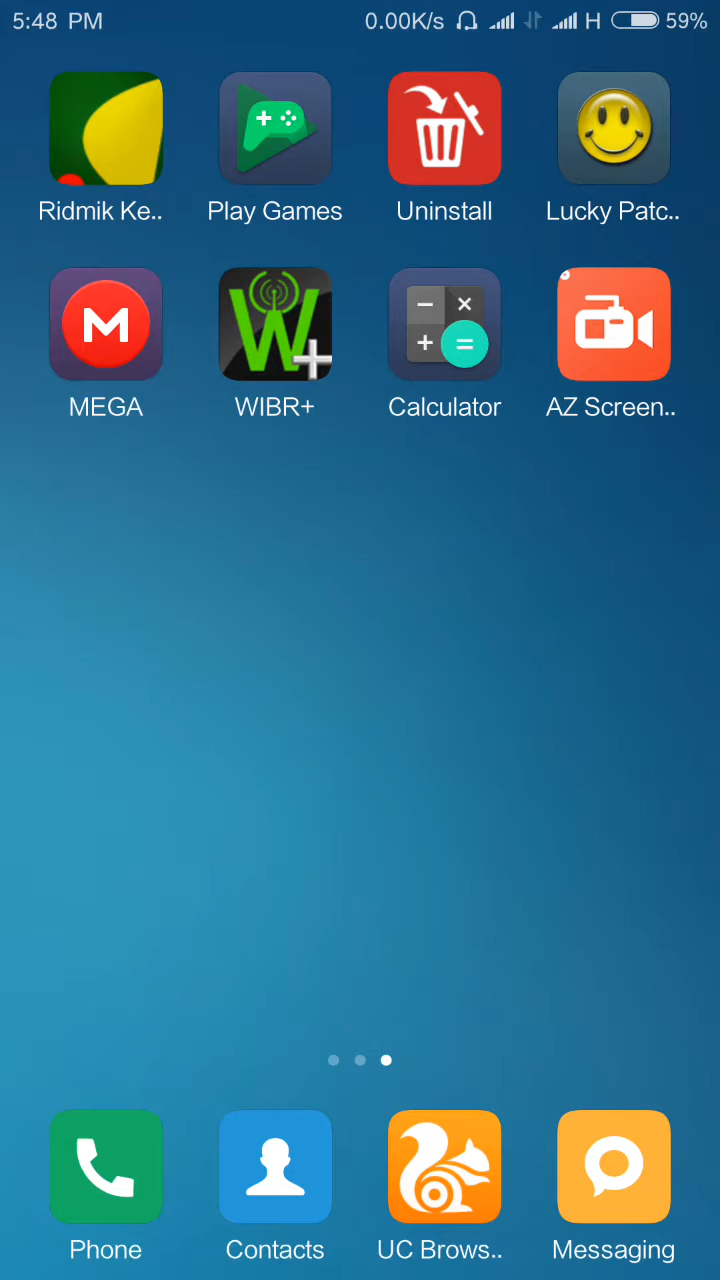 5:48 PM 0.00K/s H 59%
Ridmik Ke.. Play Games Uninstall Lucky Patc..
MEGA WIBR+ Calculator AZ Screen..
Phone Contacts UC Brows.. Messaging